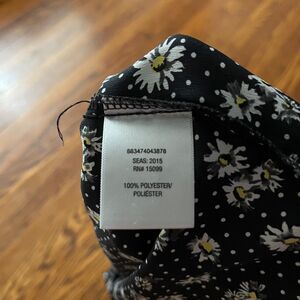 883474043878
SEAS: 2015
RN# 15099
100% POLYESTER/
POLIÉSTER